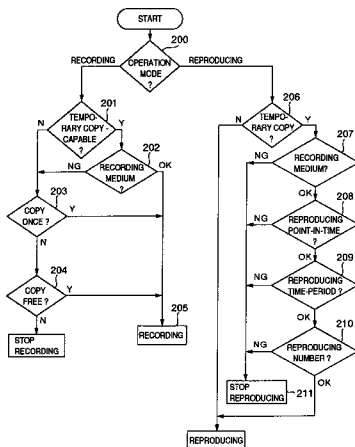 START
200
RECORDING
OPERATION
MODE
?
REPRODUCING
201
TEMPO-
RARY COPY-
CAPABLE
?
N
Y
202
RECORDING
MEDIUM
?
NG
OK
203
COPY
ONCE ?
Y
N
204
COPY
FREE ?
Y
N
STOP
RECORDING
205
RECORDING
206
TEMPO-
RARY COPY
?
N
Y
207
RECORDING
MEDIUM?
NG
OK
208
REPRODUCING
POINT-IN-TIME
?
NG
OK
209
REPRODUCING
TIME-PERIOD
?
NG
OK
210
REPRODUCING
NUMBER ?
NG
OK
STOP
REPRODUCING
211
REPRODUCING